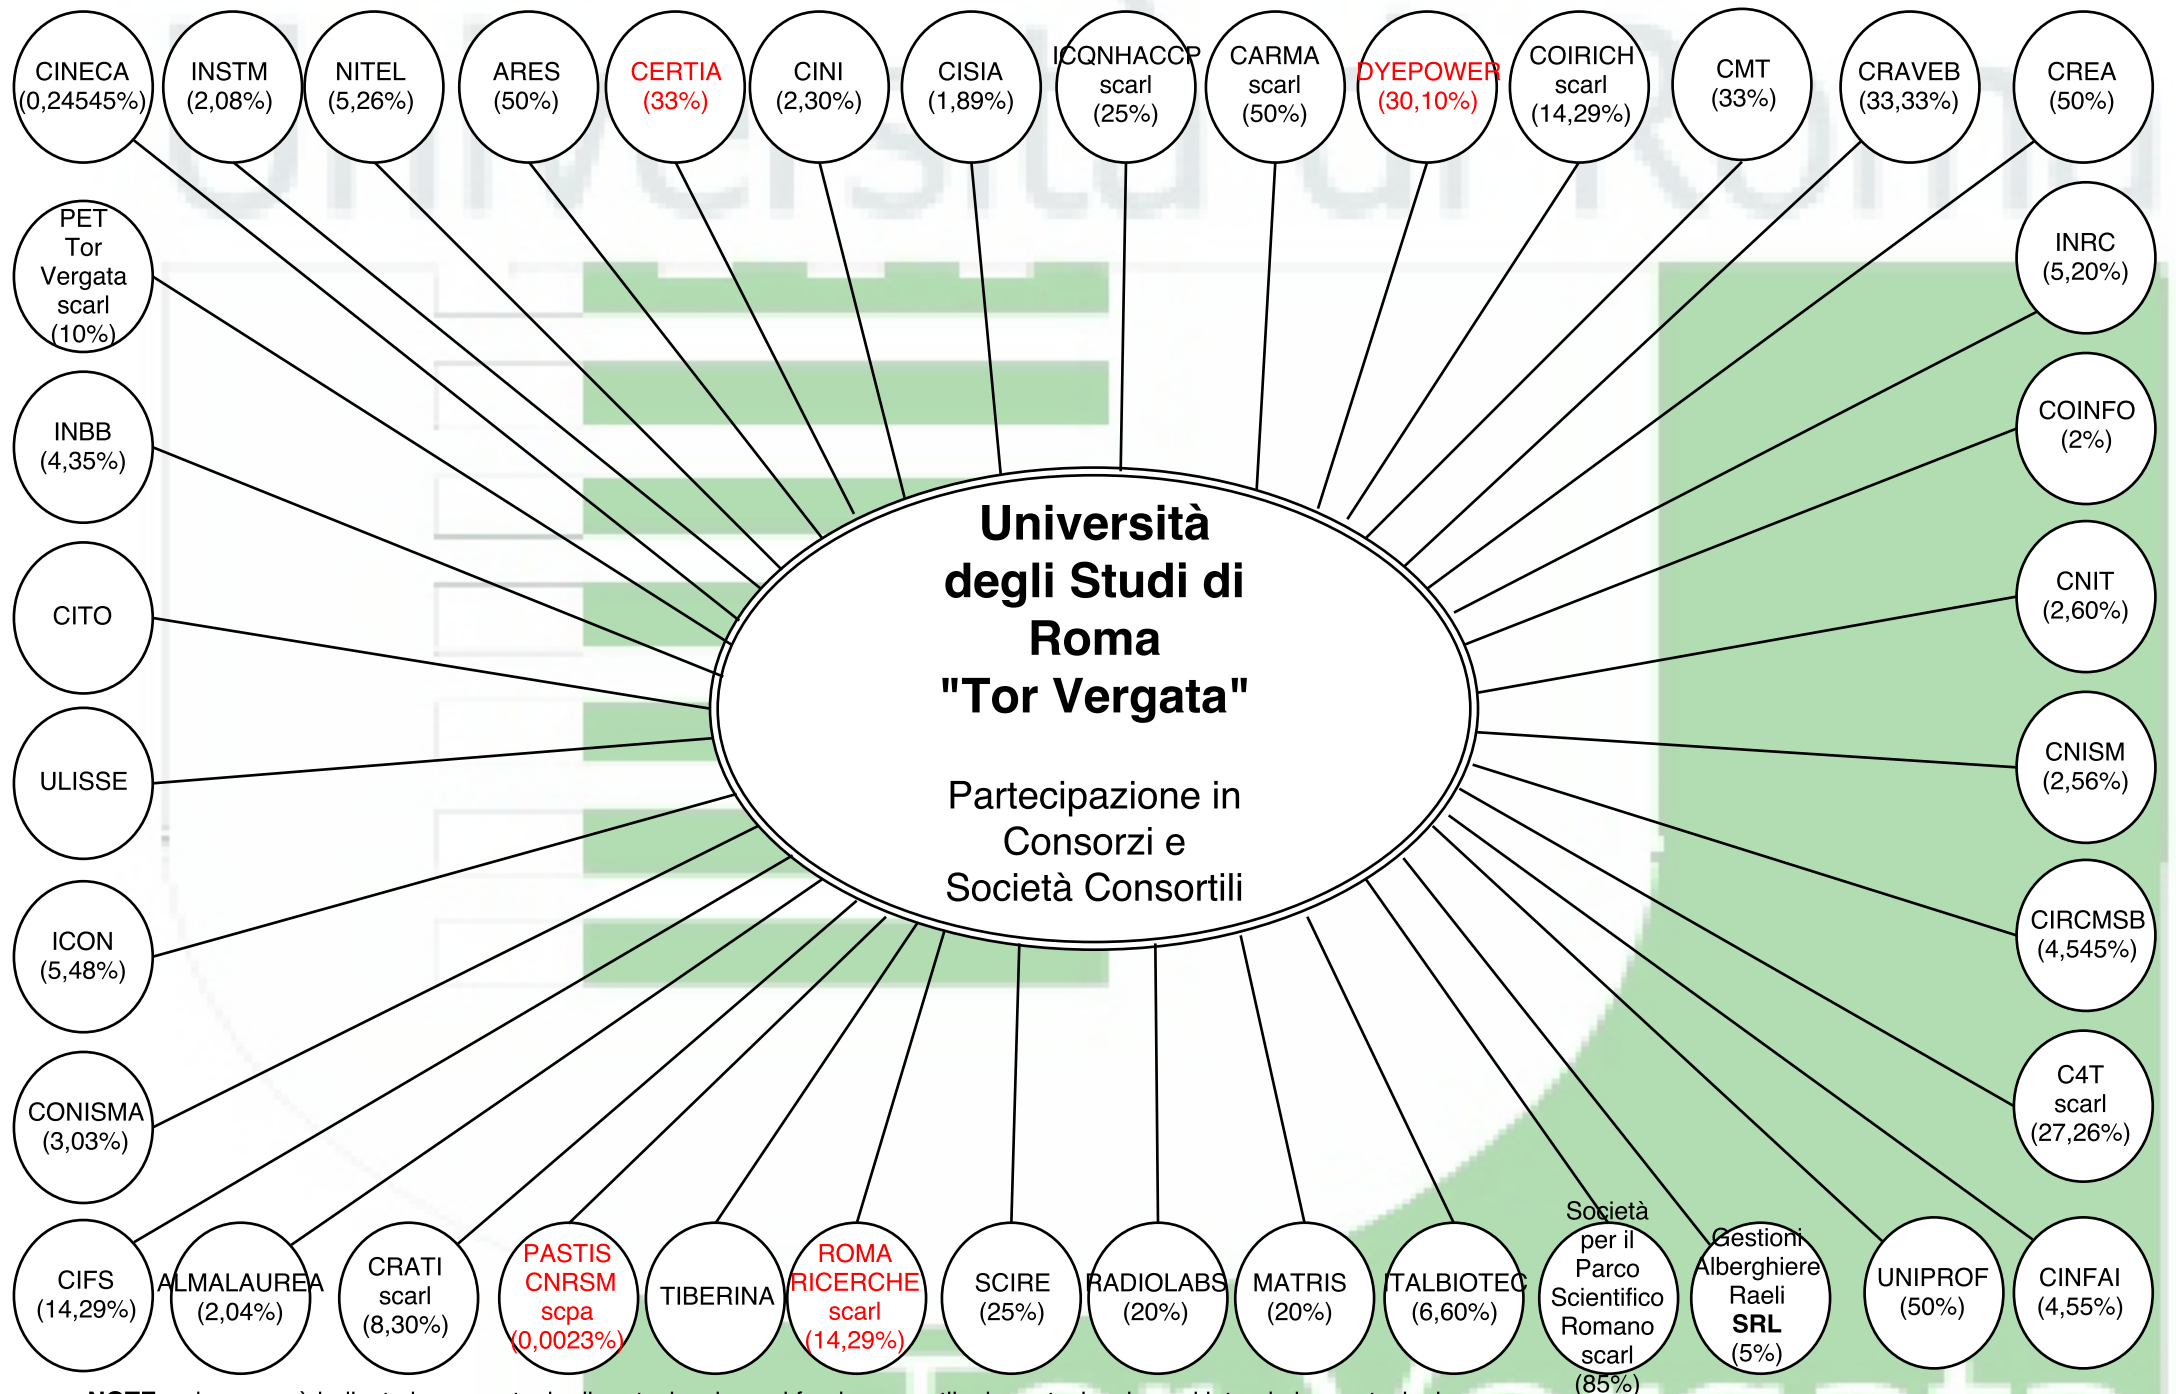 CINECA
(0,24545%)
INSTM
(2,08%)
NITEL
(5,26%)
ARES
(50%)
CERTIA
(33%)
CINI
(2,30%)
CISIA
(1,89%)
ICQNHACCP
scarl
(25%)
CARMA
scarl
(50%)
DYEPOWER
(30,10%)
COIRICH
scarl
(14,29%)
CMT
(33%)
CRAVEB
(33,33%)
CREA
(50%)
PET
Tor
Vergata
scarl
(10%)
INRC
(5,20%)
INBB
(4,35%)
COINFO
(2%)
CITO
CNIT
(2,60%)
ULISSE
CNISM
(2,56%)
ICON
(5,48%)
CIRCMSB
(4,545%)
CONISMA
(3,03%)
C4T
scarl
(27,26%)
Università
degli Studi di
Roma
"Tor Vergata"
Partecipazione in
Consorzi e
Società Consortili
CIFS
(14,29%)
ALMALAUREA
(2,04%)
CRATI
scarl
(8,30%)
PASTIS
CNRSM
scpa
(0,0023%)
TIBERINA
ROMA
RICERCHE
scarl
(14,29%)
SCIRE
(25%)
RADIOLABS
(20%)
MATRIS
(20%)
ITALBIOTEC
(6,60%)
Società
per il
Parco
Scientifico
Romano
scarl
(85%)
Gestioni
Alberghiere
Raeli
SRL
(5%)
UNIPROF
(50%)
CINFAI
(4,55%)
Università di Roma